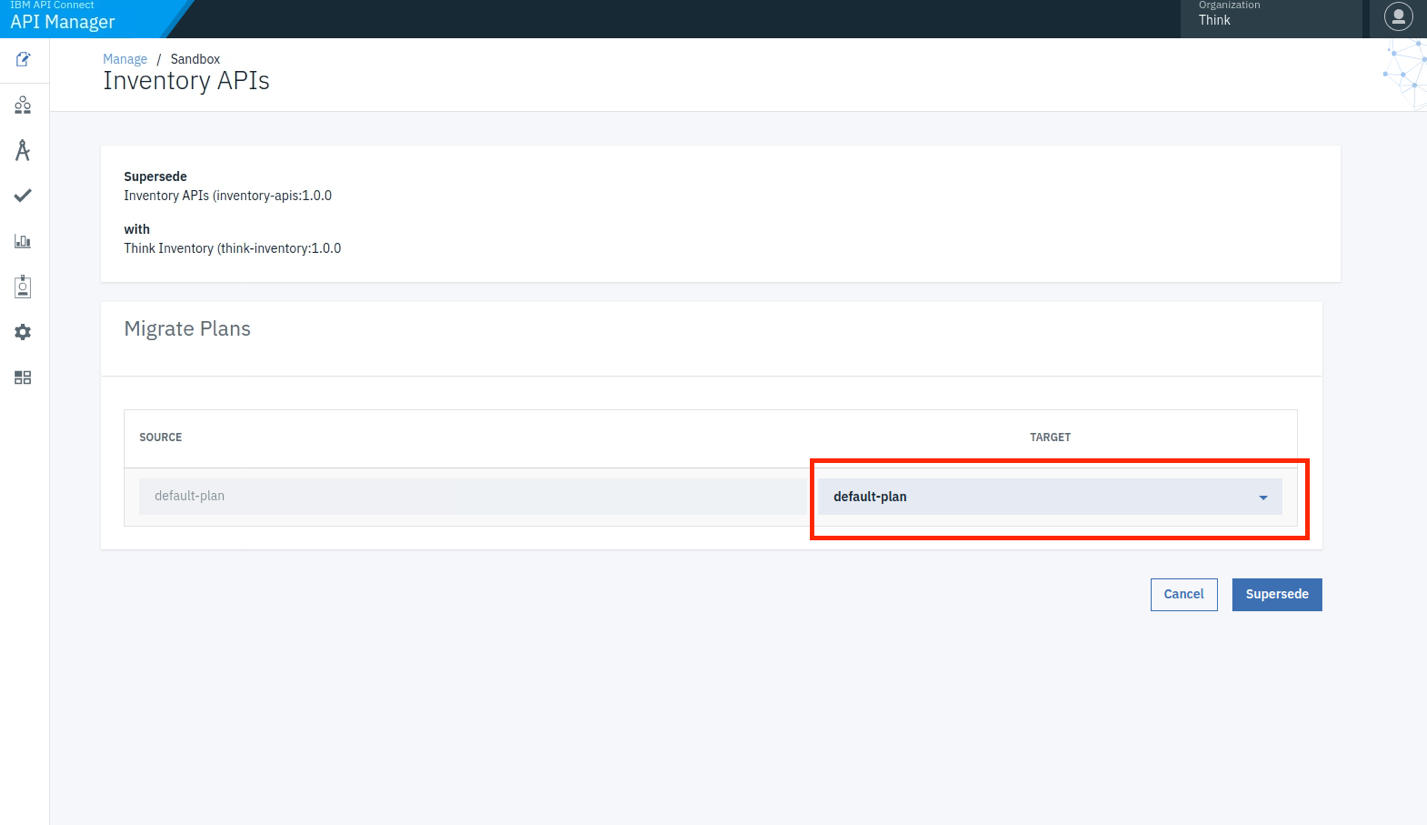 IBM API Connect
API Manager
Organization
Think
Manage / Sandbox
Inventory APIs
Supersede
Inventory APIs (inventory-apis:1.0.0
with
Think Inventory (think-inventory:1.0.0
Migrate Plans
SOURCE TARGET
default-plan default-plan
Cancel Supersede